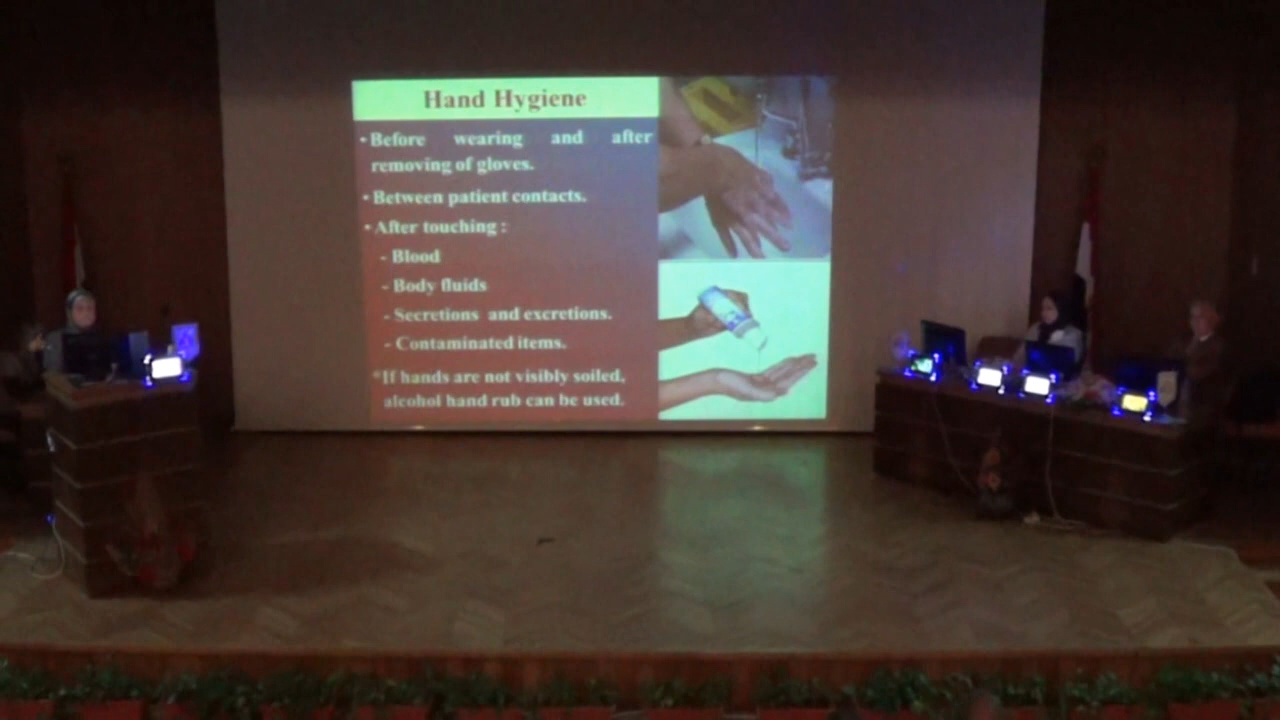 Hand Hygiene
• Before wearing and after
removing of gloves.
• Between patient contacts.
• After touching :
- Blood
- Body fluids
- Secretions and excretions.
- Contaminated items.
*If hands are not visibly soiled,
alcohol hand rub can be used.